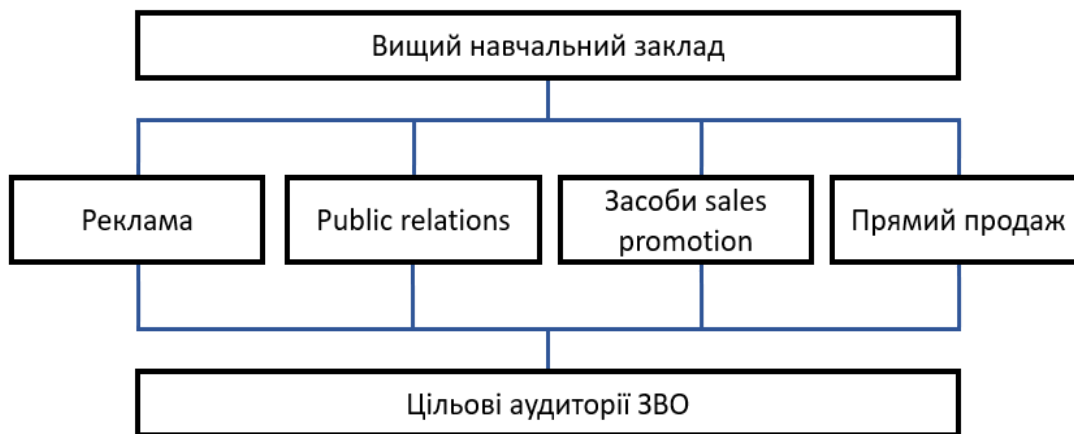 Вищий навчальний заклад
Реклама
Public relations
Засоби sales
promotion
Прямий продаж
Цільові аудиторії ЗВО